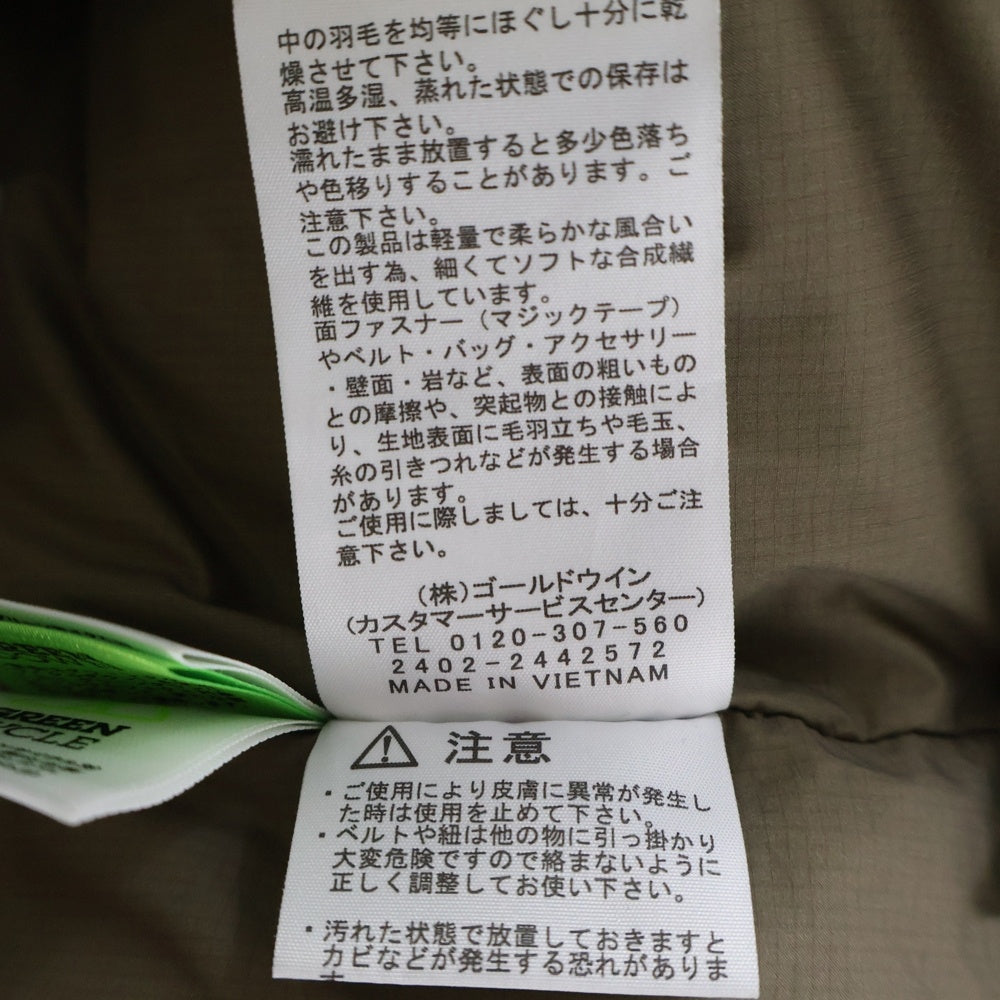 中の羽毛を均等にほぐし十分に乾
燥させて下さい。
高温多湿、蒸れた状態での保存は
お避け下さい。
濡れたまま放置すると多少色落ち
や色移りすることがあります。ご
注意下さい。
この製品は軽量で柔らかな風合い
を出す為、細くてソフトな合成繊
維を使用しています。
面ファスナー（マジックテープ）
やベルト・バッグ・アクセサリー
・壁面・岩など、表面の粗いもの
との摩擦や、突起物との接触によ
り、生地表面に毛羽立ちや毛玉、
糸の引きつれなどが発生する場合
があります。
ご使用に際しましては、十分ご注
意下さい。
（株）ゴールドウイン
（カスタマーサービスセンター）
TEL 0120-307-560
2402-2442572
MADE IN VIETNAM
GREEN
CYCLE
注意
・ご使用により皮膚に異常が発生し
た時は使用を止めて下さい。
・ベルトや紐は他の物に引っ掛かり
大変危険ですので絡まないように
正しく調整してお使い下さい。
・汚れた状態で放置しておきますと
カビなどが発生する恐れがありま